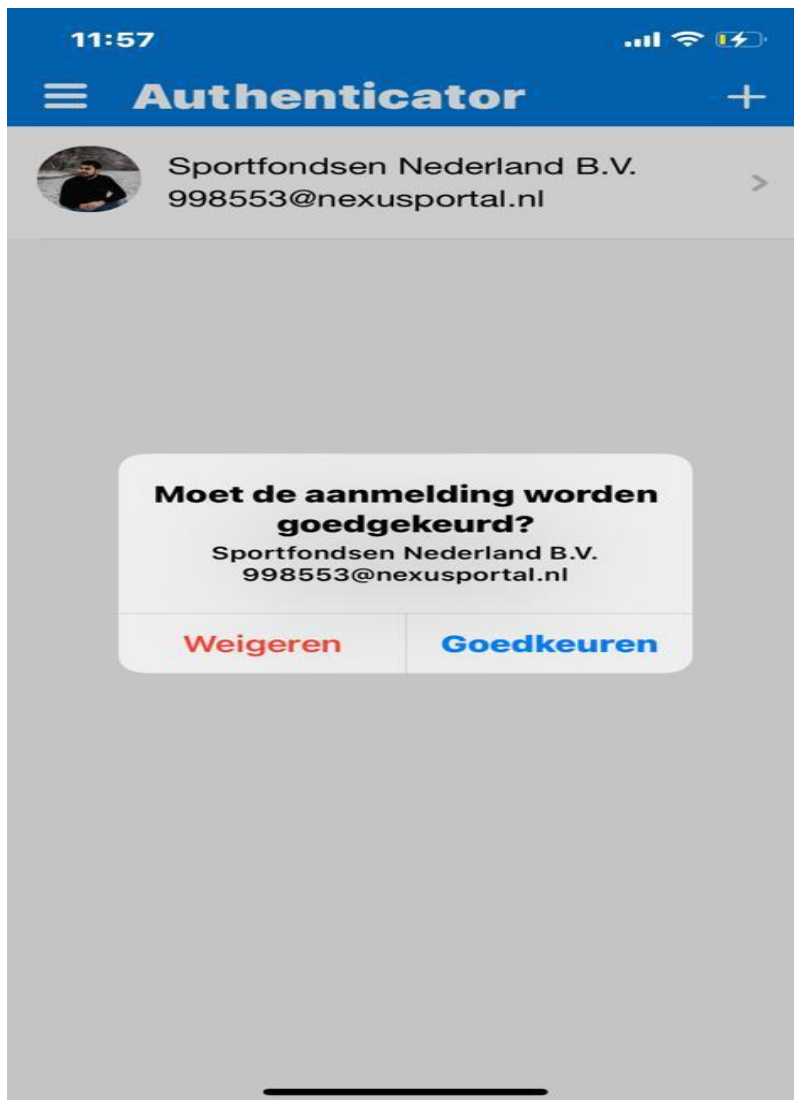 11:57
Authenticator
Sportfondsen Nederland B.V.
998553@nexusportal.nl
Moet de aanmelding worden
goedgekeurd?
Sportfondsen Nederland B.V.
998553@nexusportal.nl
Weigeren
Goedkeuren